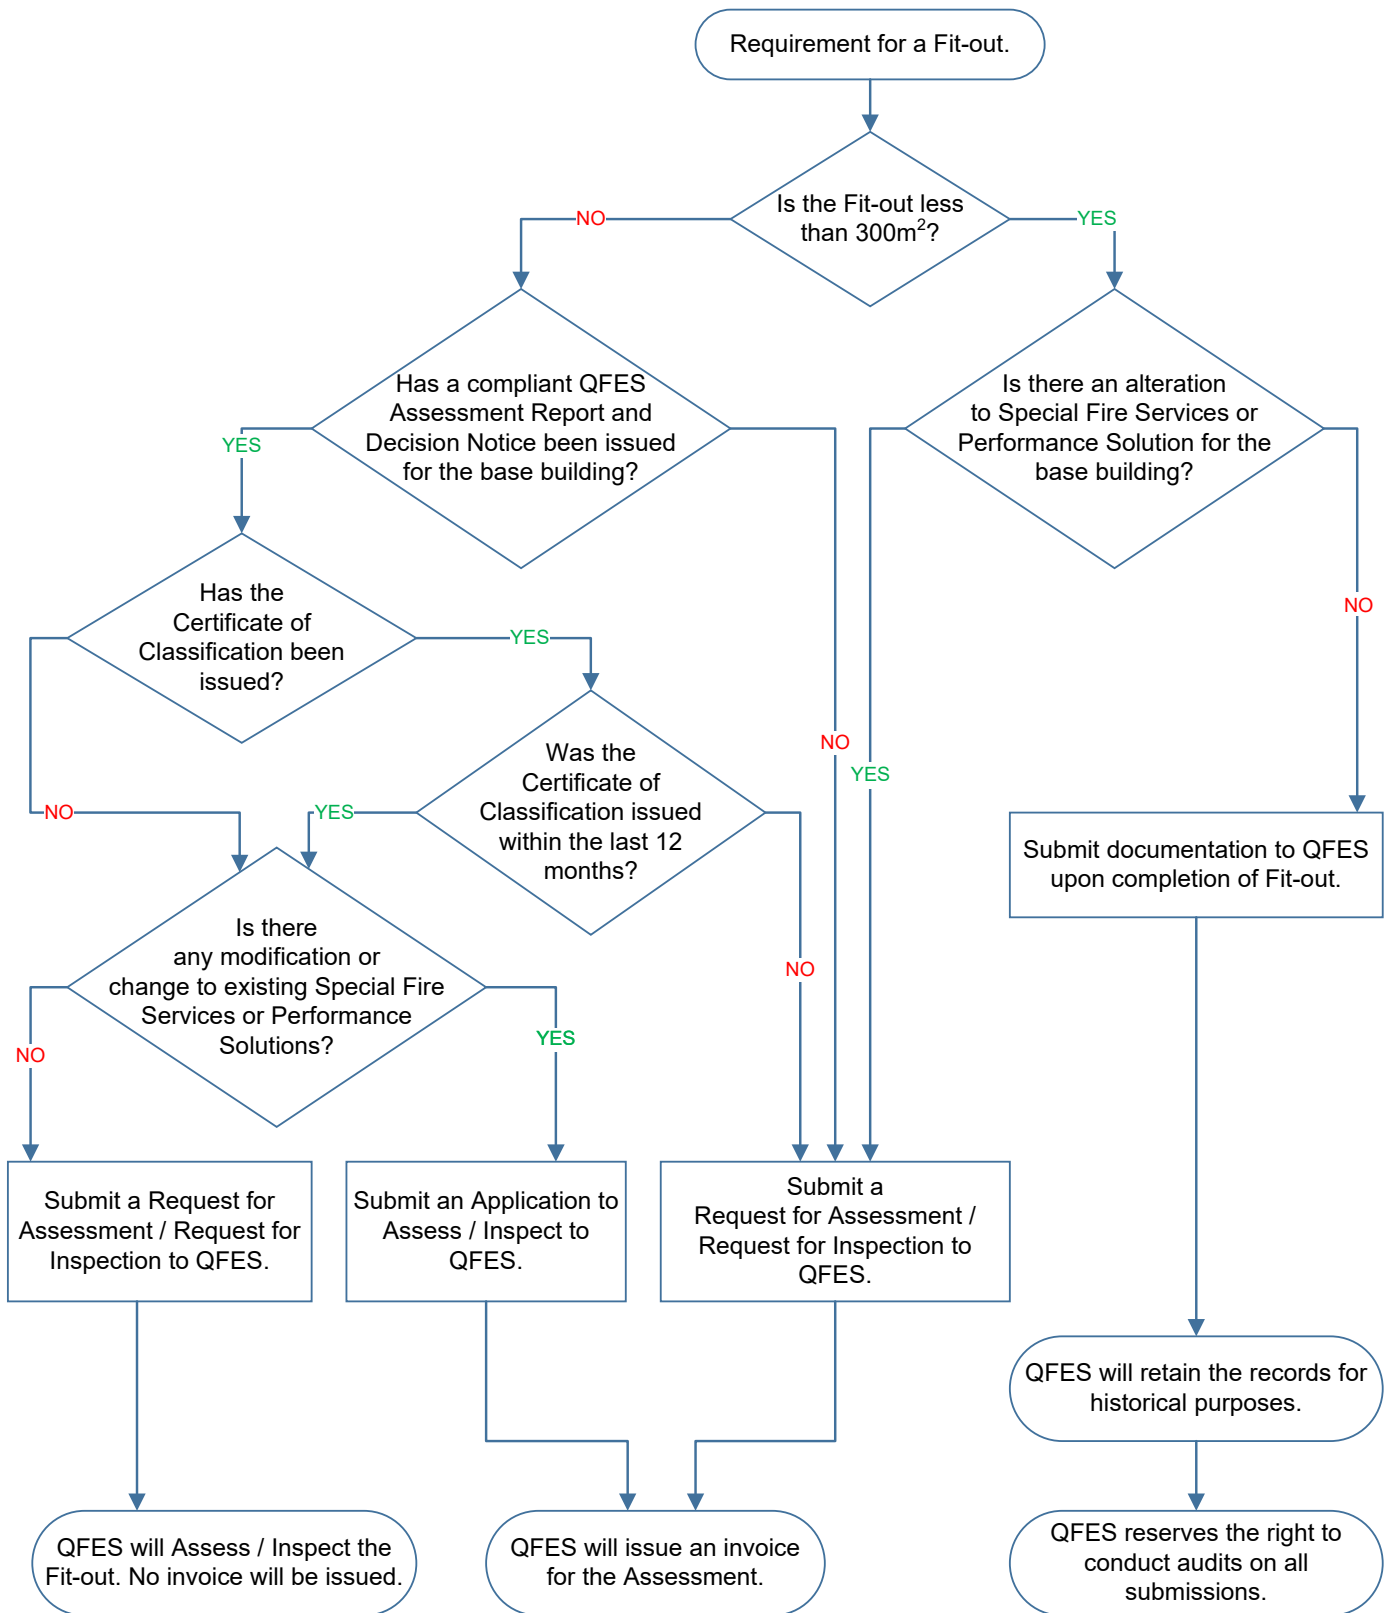 Requirement for a Fit-out.
Is the Fit-out less
than 300m²?
NO
YES
Has a compliant QFES
Assessment Report and
Decision Notice been issued
for the base building?
Is there an alteration
to Special Fire Services or
Performance Solution for the
base building?
YES
NO
YES
NO
Has the
Certificate of
Classification been
issued?
YES
NO
Was the
Certificate of
Classification issued
within the last 12
months?
YES
NO
Is there
any modification or
change to existing Special Fire
Services or Performance
Solutions?
NO
YES
Submit documentation to QFES
upon completion of Fit-out.
Submit a Request for
Assessment / Request for
Inspection to QFES.
Submit an Application to
Assess / Inspect to
QFES.
Submit a
Request for Assessment /
Request for Inspection to
QFES.
QFES will retain the records for
historical purposes.
QFES will Assess / Inspect the
Fit-out. No invoice will be issued.
QFES will issue an invoice
for the Assessment.
QFES reserves the right to
conduct audits on all
submissions.